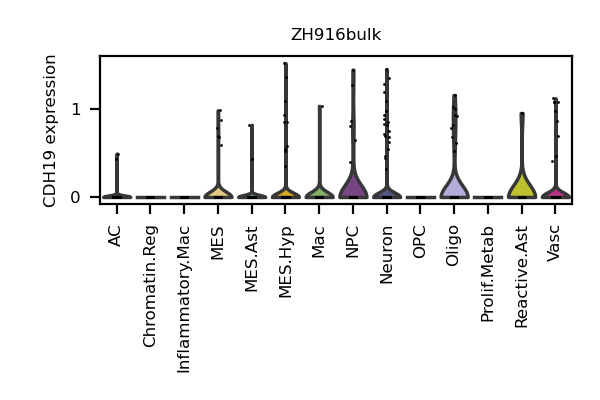 ZH916bulk
CDH19 expression
1
0
AC
Chromatin.Reg
Inflammatory.Mac
MES
MES.Ast
MES.Hyp
Mac
NPC
Neuron
OPC
Oligo
Prolif.Metab
Reactive.Ast
Vasc